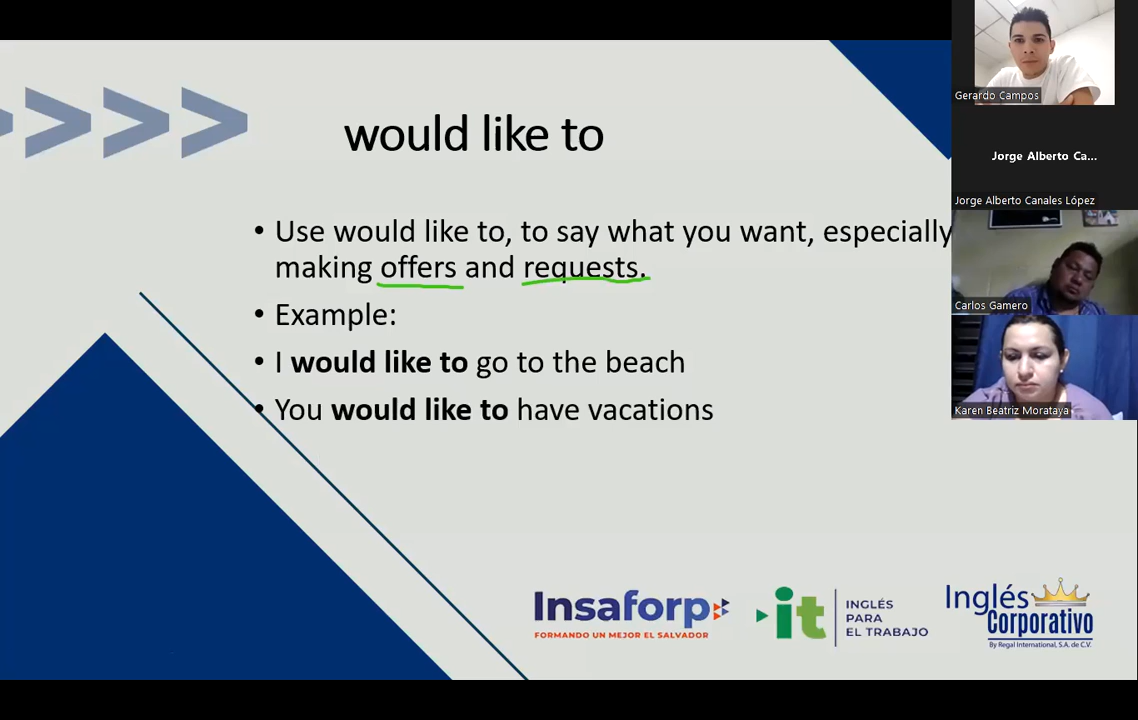 would like to
• Use would like to, to say what you want, especially
making offers and requests.
• Example:
• I would like to go to the beach
• You would like to have vacations
Insaforp
FORMANDO UN MEJOR EL SALVADOR
it
INGLÉS
PARA
EL TRABAJO
Inglés
Corporativo
By Regal International, S.A. de C.V.
Gerardo Campos
Jorge Alberto Ca...
Jorge Alberto Canales López
Carlos Gamero
Karen Beatriz Morataya